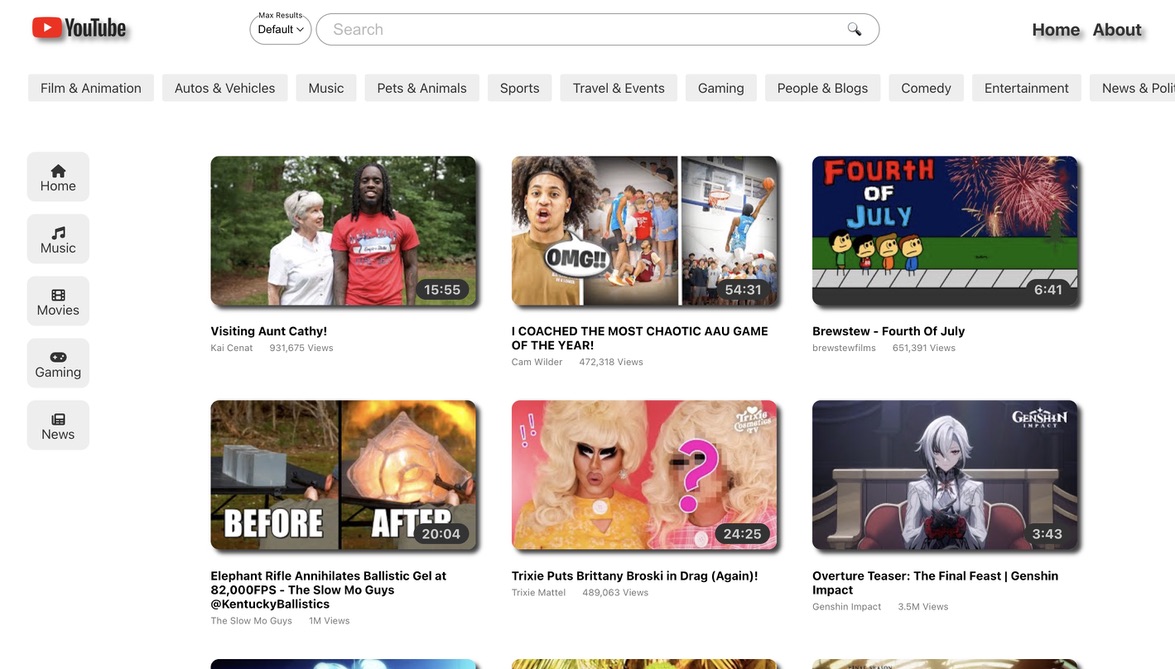 YouTube
Max Results
Default
Search
Home
About
Film & Animation
Autos & Vehicles
Music
Pets & Animals
Sports
Travel & Events
Gaming
People & Blogs
Comedy
Entertainment
News &
Home
Music
Movies
Gaming
News
15:55
Visiting Aunt Cathy!
Kai Cenat 931,675 Views
OMG!!
54:31
I COACHED THE MOST CHAOTIC AAU GAME
OF THE YEAR!
Cam Wilder 472,318 Views
FOURTH
OF
JULY
6:41
Brewstew - Fourth Of July
brewstewfilms 651,391 Views
BEFORE
AFTER
20:04
Elephant Rifle Annihilates Ballistic Gel at
82,000FPS - The Slow Mo Guys
@KentuckyBallistics
The Slow Mo Guys 1M Views
!!
Trixie
Cosmetics
TV
?
24:25
Trixie Puts Brittany Broski in Drag (Again)!
Trixie Mattel 489,063 Views
GENSHIN
IMPACT
3:43
Overture Teaser: The Final Feast | Genshin
Impact
Genshin Impact 3.5M Views